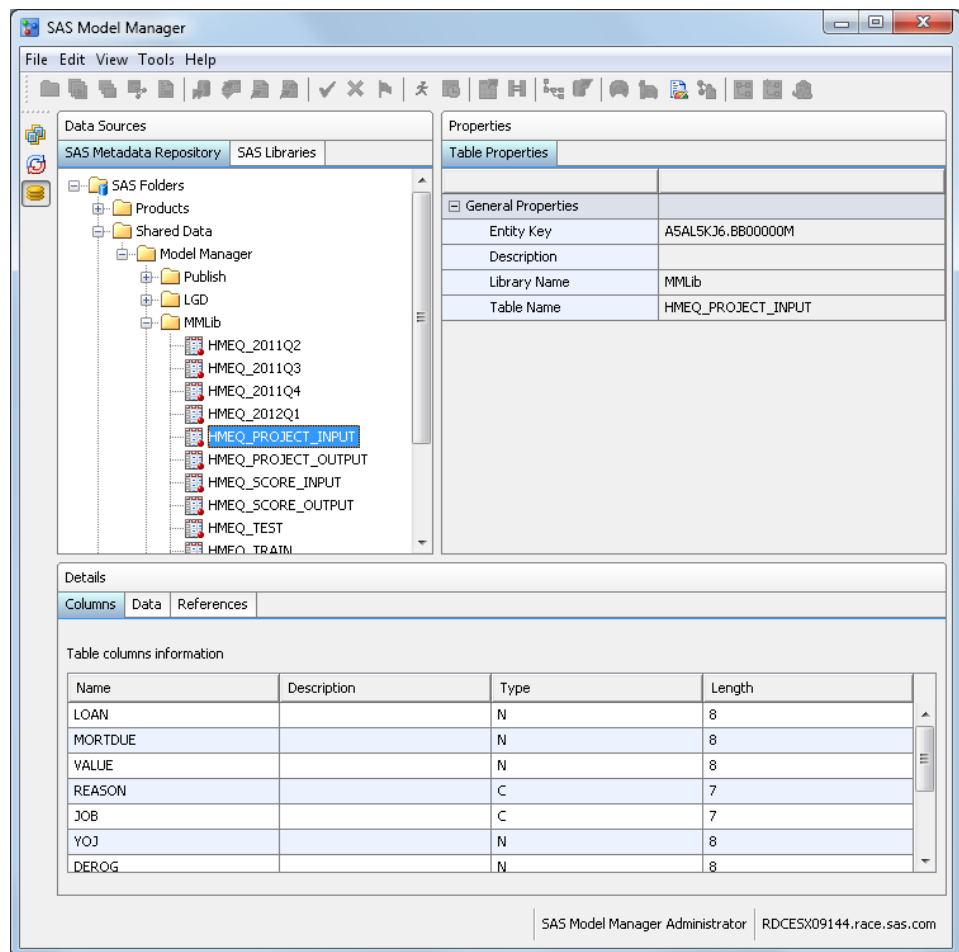 SAS Model Manager
File Edit View Tools Help
Data Sources
SAS Metadata Repository SAS Libraries
SAS Folders
Products
Shared Data
Model Manager
Publish
LGD
MMLib
HMEQ_2011Q2
HMEQ_2011Q3
HMEQ_2011Q4
HMEQ_2012Q1
HMEQ_PROJECT_INPUT
HMEQ_PROJECT_OUTPUT
HMEQ_SCORE_INPUT
HMEQ_SCORE_OUTPUT
HMEQ_TEST
HMEQ_TRAIN
Properties
Table Properties
General Properties
Entity Key A5AL5KJ6.BB00000M
Description
Library Name MMLib
Table Name HMEQ_PROJECT_INPUT
Details
Columns Data References
Table columns information
Name Description Type Length
LOAN N 8
MORTDUE N 8
VALUE N 8
REASON C 7
JOB C 7
YOJ N 8
DEROG N 8
SAS Model Manager Administrator RDCESX09144.race.sas.com